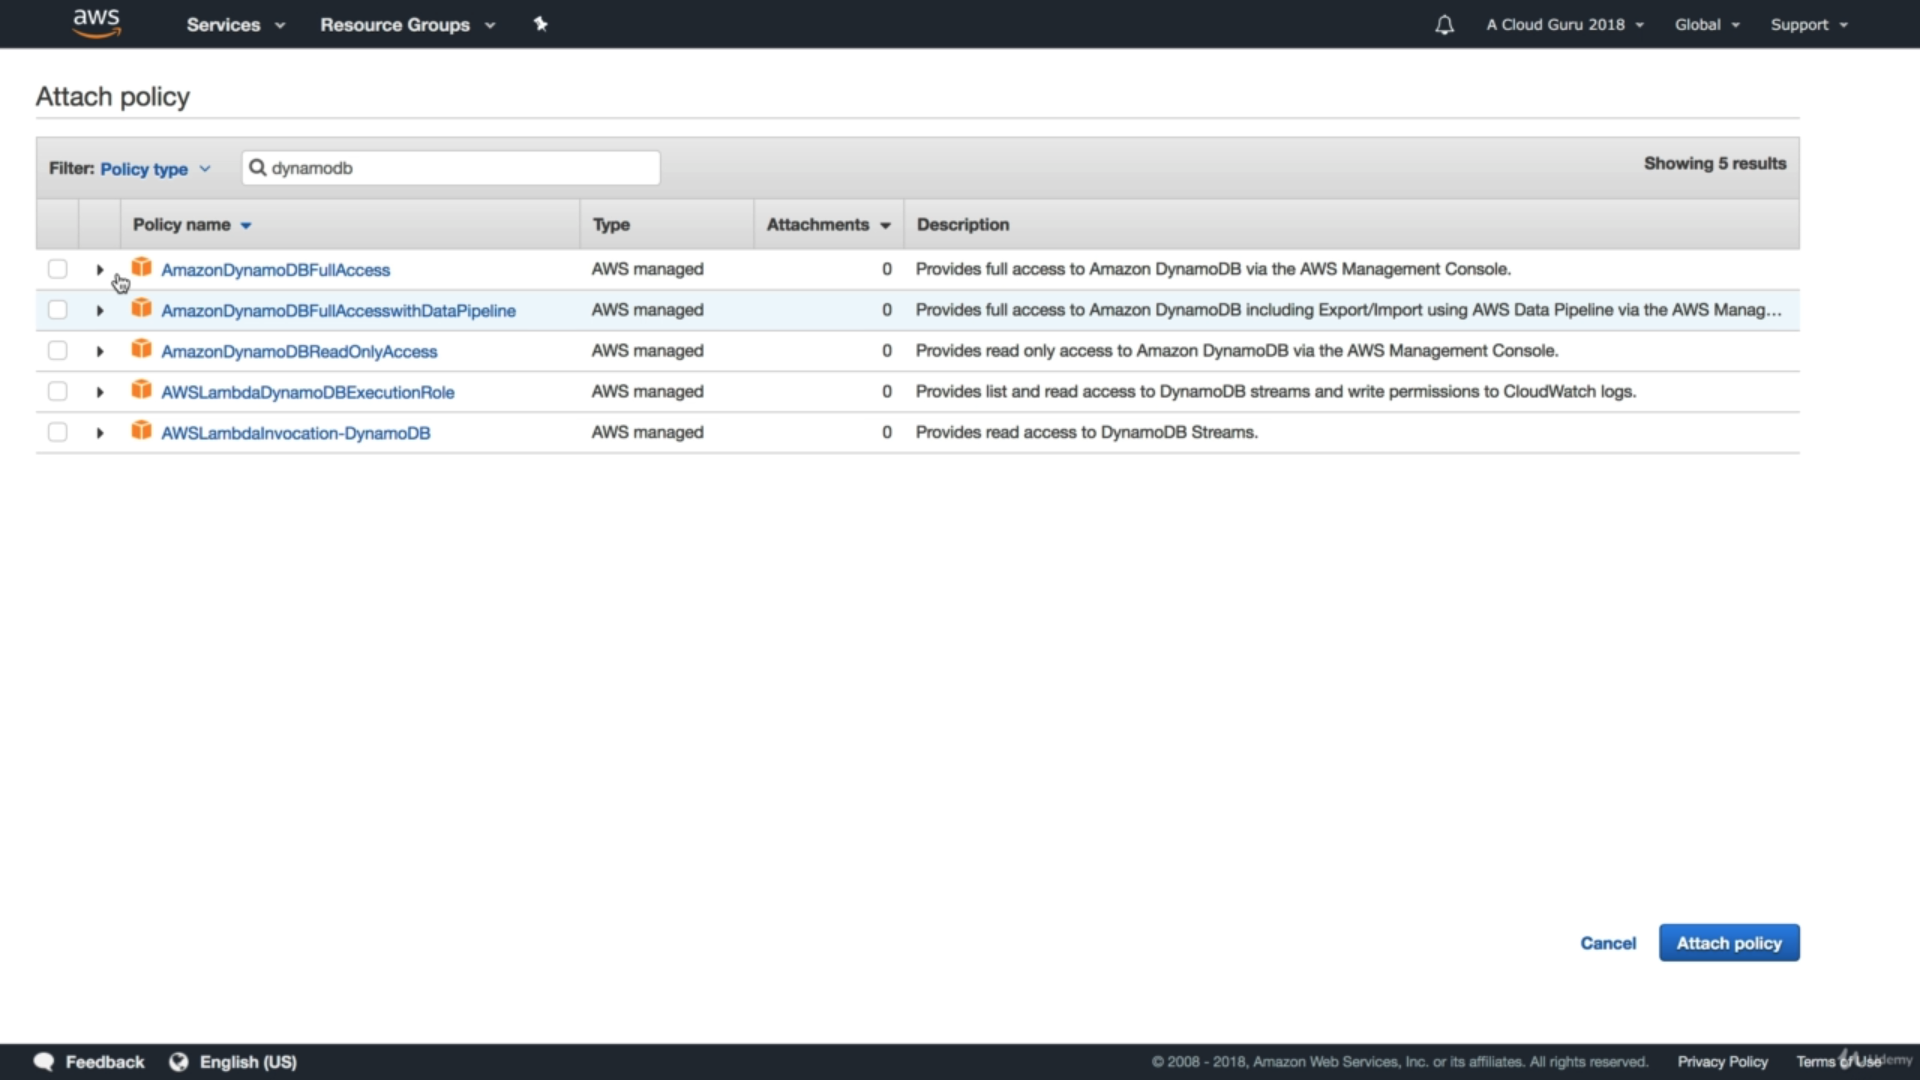 aws Services Resource Groups A Cloud Guru 2018 Global Support
Attach policy
Filter: Policy type dynamodb Showing 5 results
Policy name Type Attachments Description
AmazonDynamoDBFullAccess AWS managed 0 Provides full access to Amazon DynamoDB via the AWS Management Console.
AmazonDynamoDBFullAccesswithDataPipeline AWS managed 0 Provides full access to Amazon DynamoDB including Export/Import using AWS Data Pipeline via the AWS Manag...
AmazonDynamoDBReadOnlyAccess AWS managed 0 Provides read only access to Amazon DynamoDB via the AWS Management Console.
AWSLambdaDynamoDBExecutionRole AWS managed 0 Provides list and read access to DynamoDB streams and write permissions to CloudWatch logs.
AWSLambdaInvocation-DynamoDB AWS managed 0 Provides read access to DynamoDB Streams.
Cancel Attach policy
Feedback English (US) © 2008 - 2018, Amazon Web Services, Inc. or its affiliates. All rights reserved. Privacy Policy Terms of Use